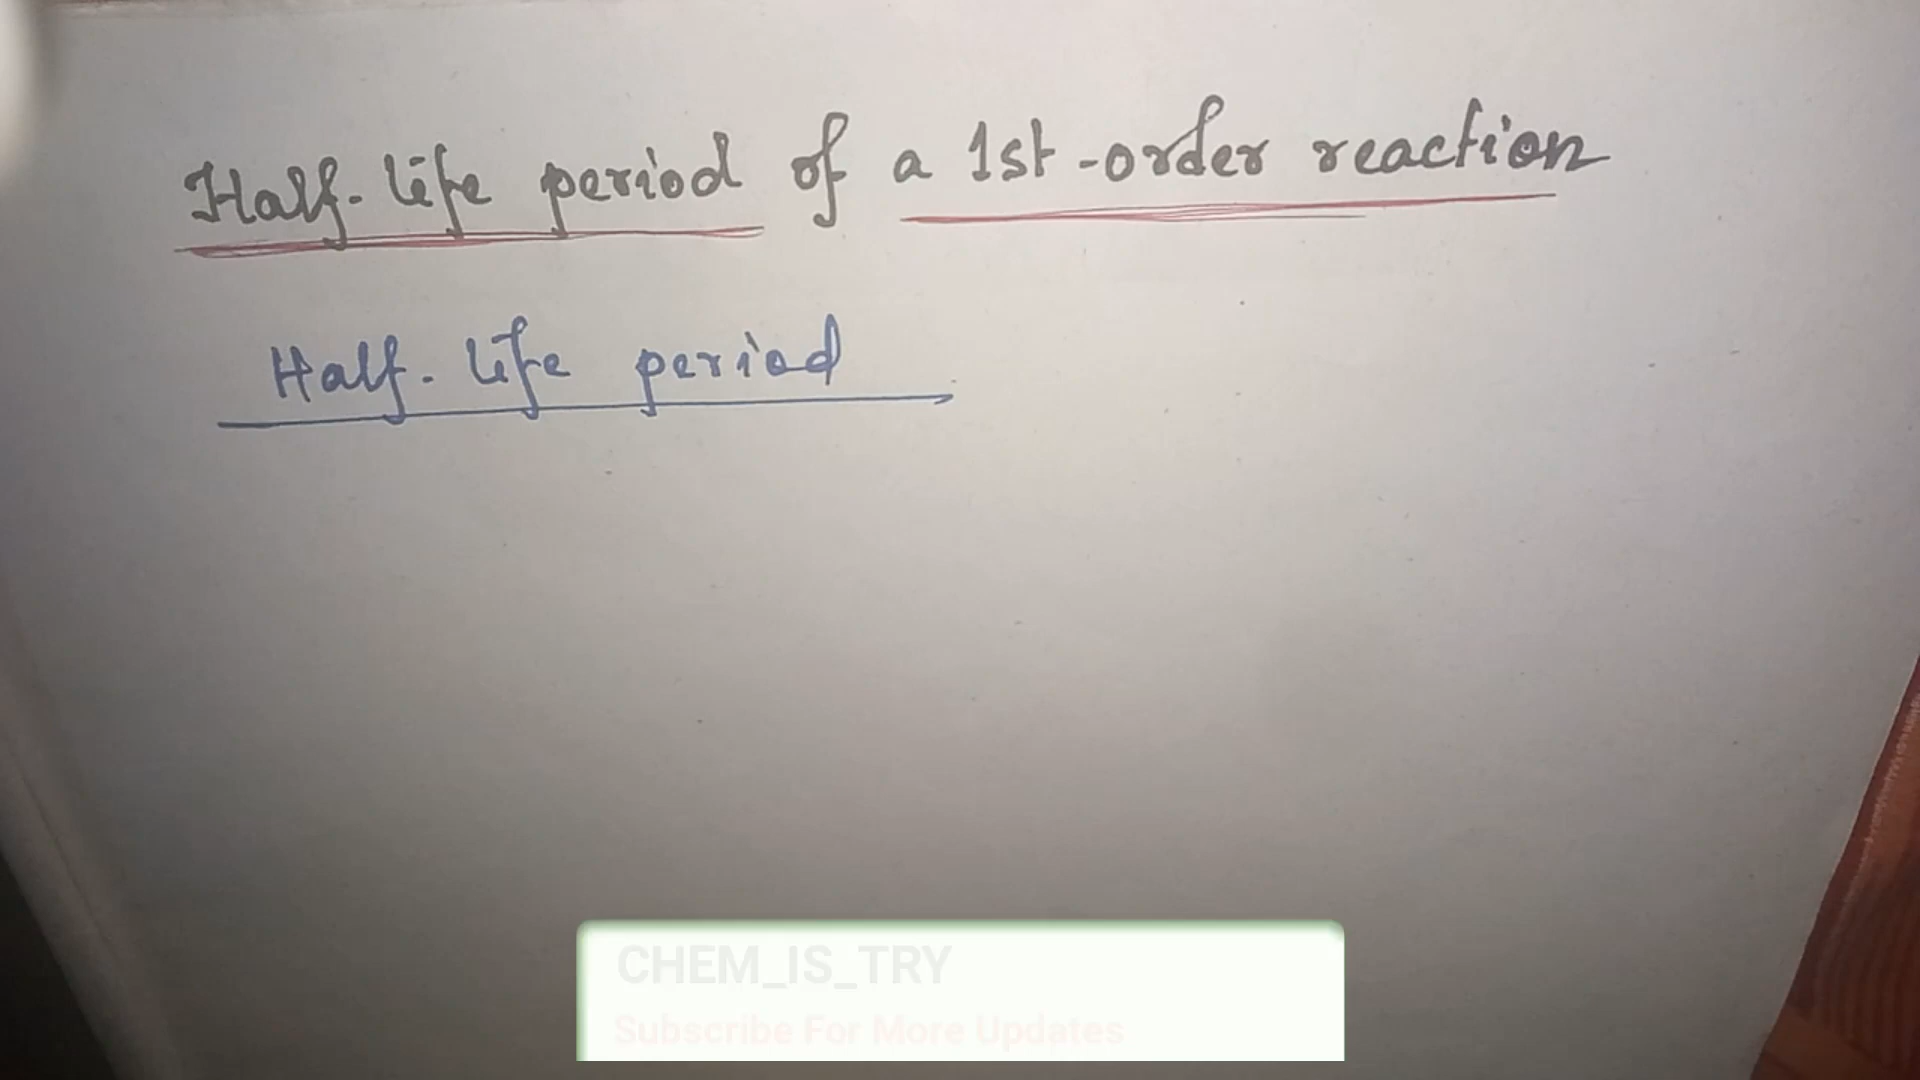 Half-life period of a 1st-order reaction
Half-life period
CHEM_IS_TRY
Subscribe For More Updates